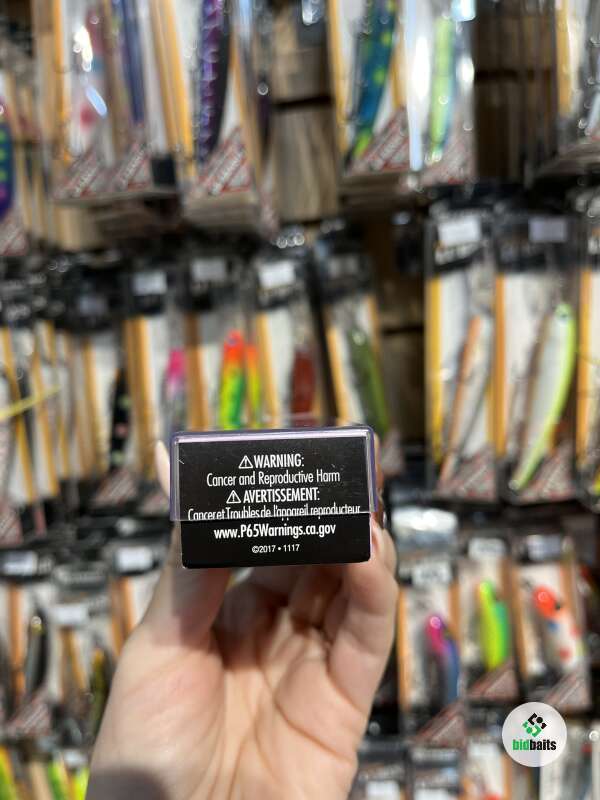 ⚠WARNING:
Cancer and Reproductive Harm
⚠ AVERTISSEMENT:
Cancer et Troubles de l'appareil reproducteur
www.P65Warnings.ca.gov
©2017 • 1117
bidbaits